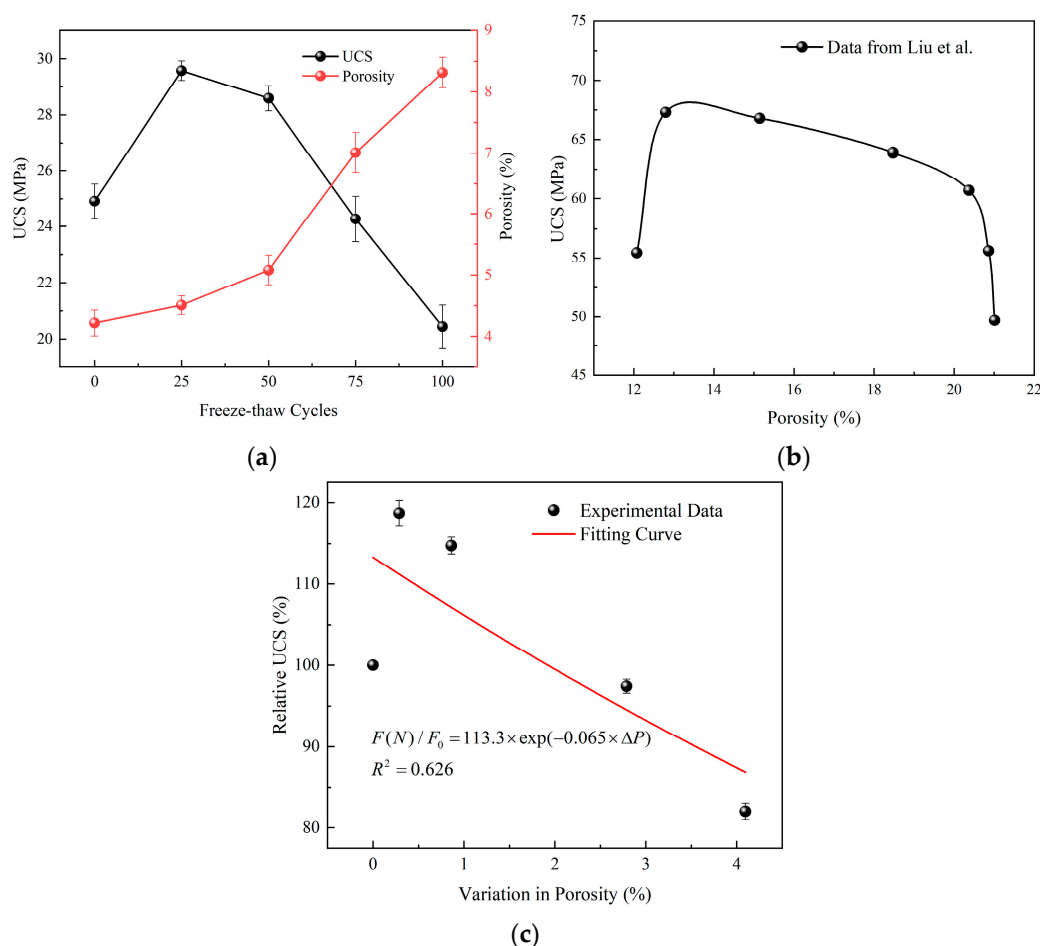 UCS
Porosity
UCS (MPa)
30
28
26
24
22
20
Porosity (%)
9
8
7
6
5
4
0 25 50 75 100
Freeze-thaw Cycles
(a)
Data from Liu et al.
UCS (MPa)
75
70
65
60
55
50
45
12 14 16 18 20 22
Porosity (%)
(b)
Experimental Data
Fitting Curve
Relative UCS (%)
120
110
100
90
80
F(N) / F₀ = 113.3 × exp(−0.065 × ΔP)
R² = 0.626
0 1 2 3 4
Variation in Porosity (%)
(c)